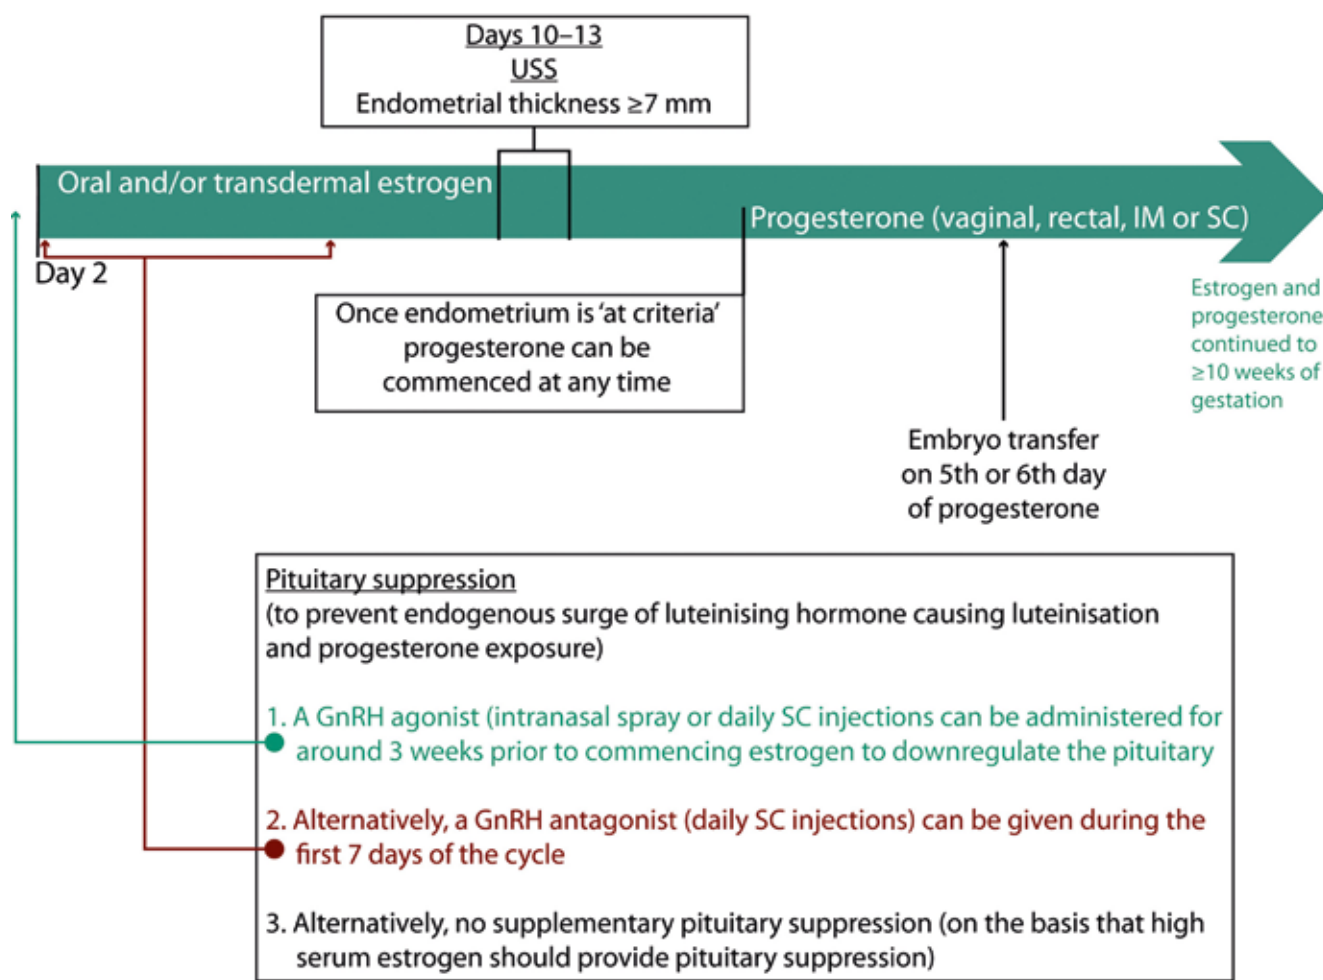 Days 10–13
USS
Endometrial thickness ≥7 mm
Oral and/or transdermal estrogen
Progesterone (vaginal, rectal, IM or SC)
Day 2
Once endometrium is ‘at criteria’
progesterone can be
commenced at any time
Estrogen and
progesterone
continued to
≥10 weeks of
gestation
Embryo transfer
on 5th or 6th day
of progesterone
Pituitary suppression
(to prevent endogenous surge of luteinising hormone causing luteinisation
and progesterone exposure)
1. A GnRH agonist (intranasal spray or daily SC injections can be administered for
around 3 weeks prior to commencing estrogen to downregulate the pituitary
2. Alternatively, a GnRH antagonist (daily SC injections) can be given during the
first 7 days of the cycle
3. Alternatively, no supplementary pituitary suppression (on the basis that high
serum estrogen should provide pituitary suppression)